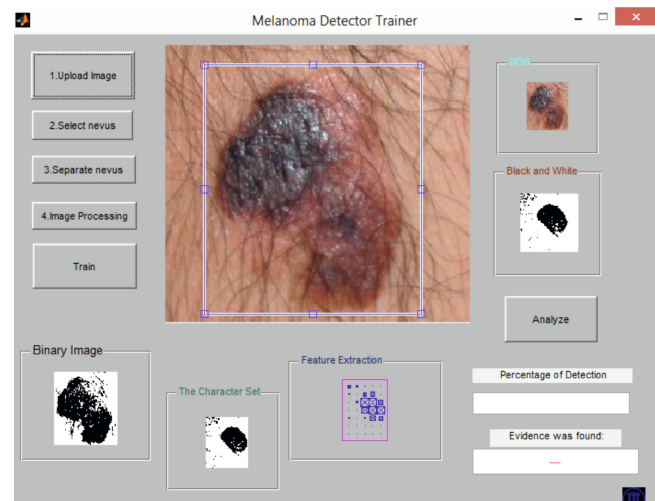 Melanoma Detector Trainer
1.Upload Image
2.Select nevus
3.Separate nevus
4.Image Processing
Train
RGB
Black and White
Analyze
Binary Image
The Character Set
Feature Extraction
Percentage of Detection
Evidence was found:
---